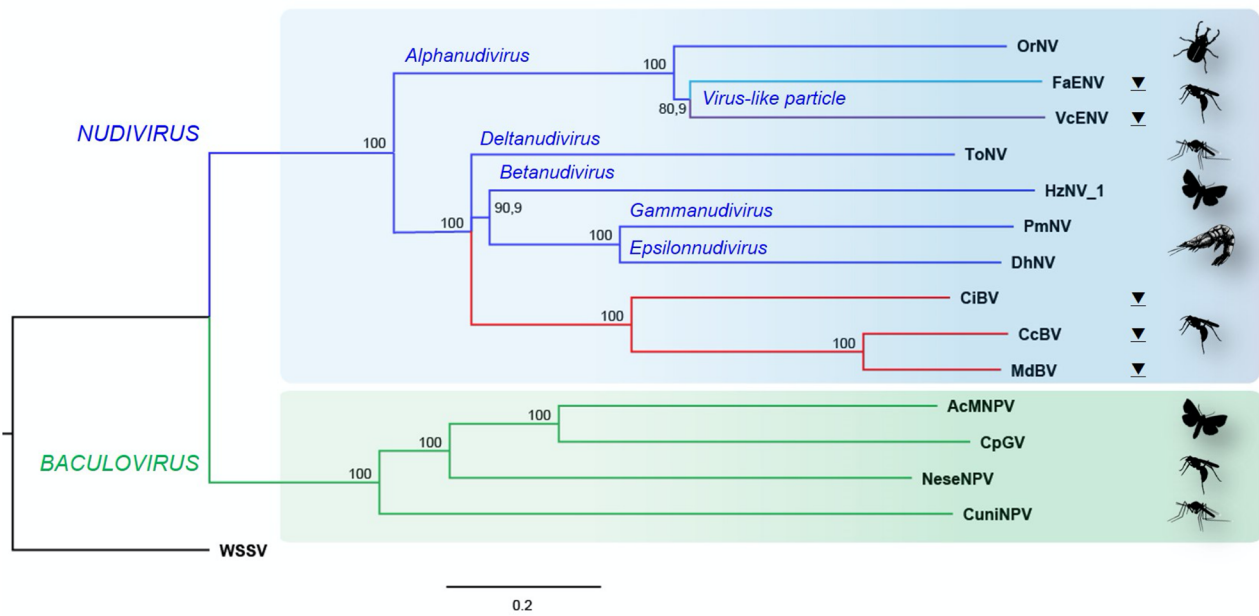 OrNV
Alphanudivirus
100
FaENV
Virus-like particle
80,9
VcENV
NUDIVIRUS
100
Deltanudivirus
ToNV
Betanudivirus
HzNV_1
90,9
Gammanudivirus
100
PmNV
100
Epsilonnudivirus
DhNV
CiBV
100
CcBV
100
MdBV
AcMNPV
100
CpGV
100
BACULOVIRUS
100
NeseNPV
CuniNPV
WSSV
0.2